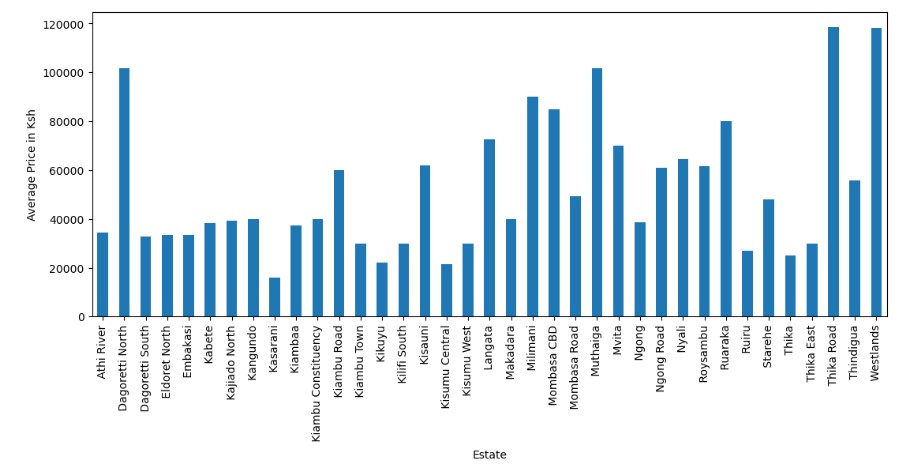 120000
100000
80000
60000
40000
20000
0
Average Price in Ksh
Athi River
Dagoretti North
Dagoretti South
Eldoret North
Embakasi
Kabete
Kajiado North
Kangundo
Kasarani
Kiambaa
Kiambu Constituency
Kiambu Road
Kiambu Town
Kikuyu
Kilifi South
Kisauni
Kisumu Central
Kisumu West
Langata
Makadara
Milimani
Mombasa CBD
Mombasa Road
Muthaiga
Mvita
Ngong
Ngong Road
Nyali
Roysambu
Ruaraka
Ruiru
Starehe
Thika
Thika East
Thika Road
Thindigua
Westlands
Estate